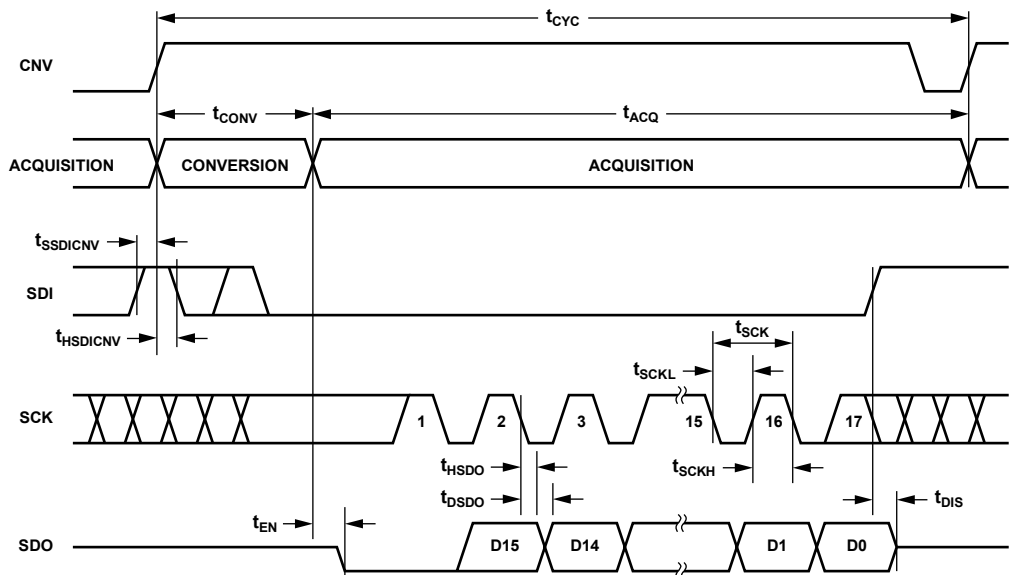 tCYC
CNV
tCONV
tACQ
ACQUISITION CONVERSION ACQUISITION
tSSDICNV
SDI
tHSDICNV
tSCK
tSCKL
SCK 1 2 3 15 16 17
tHSDO
tSCKH
tDSDO
tDIS
tEN
SDO D15 D14 D1 D0